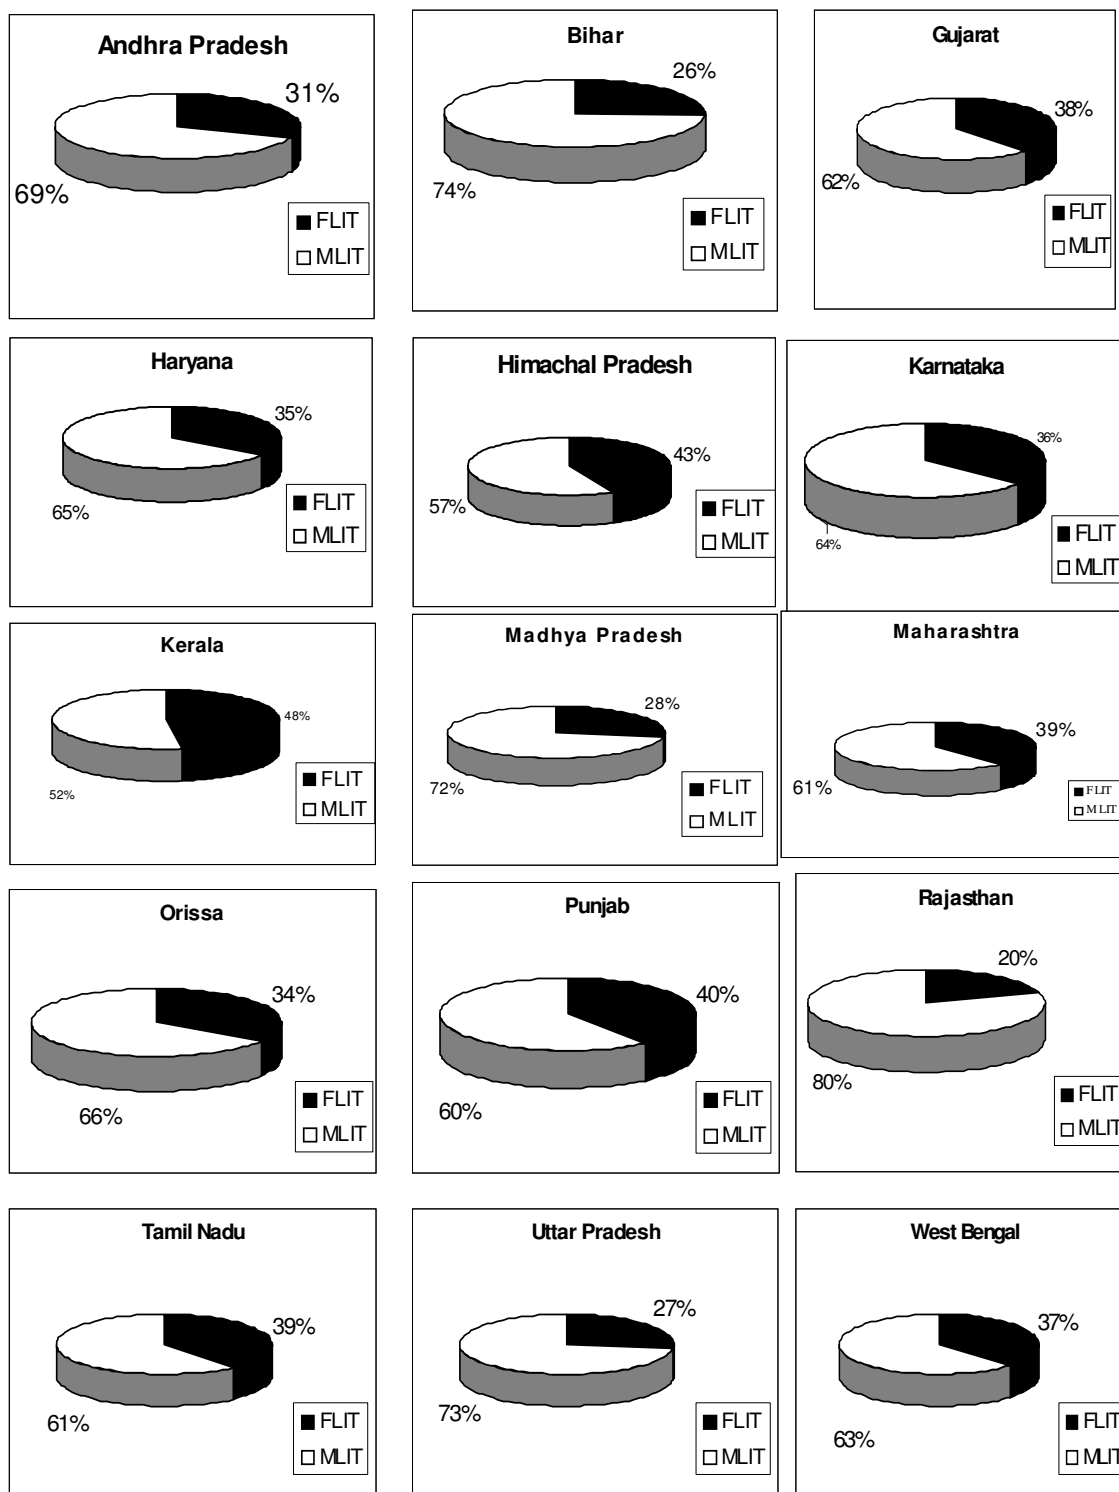 Andhra Pradesh
31%
69%
FLIT
MLIT
Bihar
26%
74%
FLIT
MLIT
Gujarat
38%
62%
FLIT
MLIT
Haryana
35%
65%
FLIT
MLIT
Himachal Pradesh
43%
57%
FLIT
MLIT
Karnataka
36%
64%
FLIT
MLIT
Kerala
48%
52%
FLIT
MLIT
Madhya Pradesh
28%
72%
FLIT
MLIT
Maharashtra
39%
61%
FLIT
MLIT
Orissa
34%
66%
FLIT
MLIT
Punjab
40%
60%
FLIT
MLIT
Rajasthan
20%
80%
FLIT
MLIT
Tamil Nadu
39%
61%
FLIT
MLIT
Uttar Pradesh
27%
73%
FLIT
MLIT
West Bengal
37%
63%
FLIT
MLIT